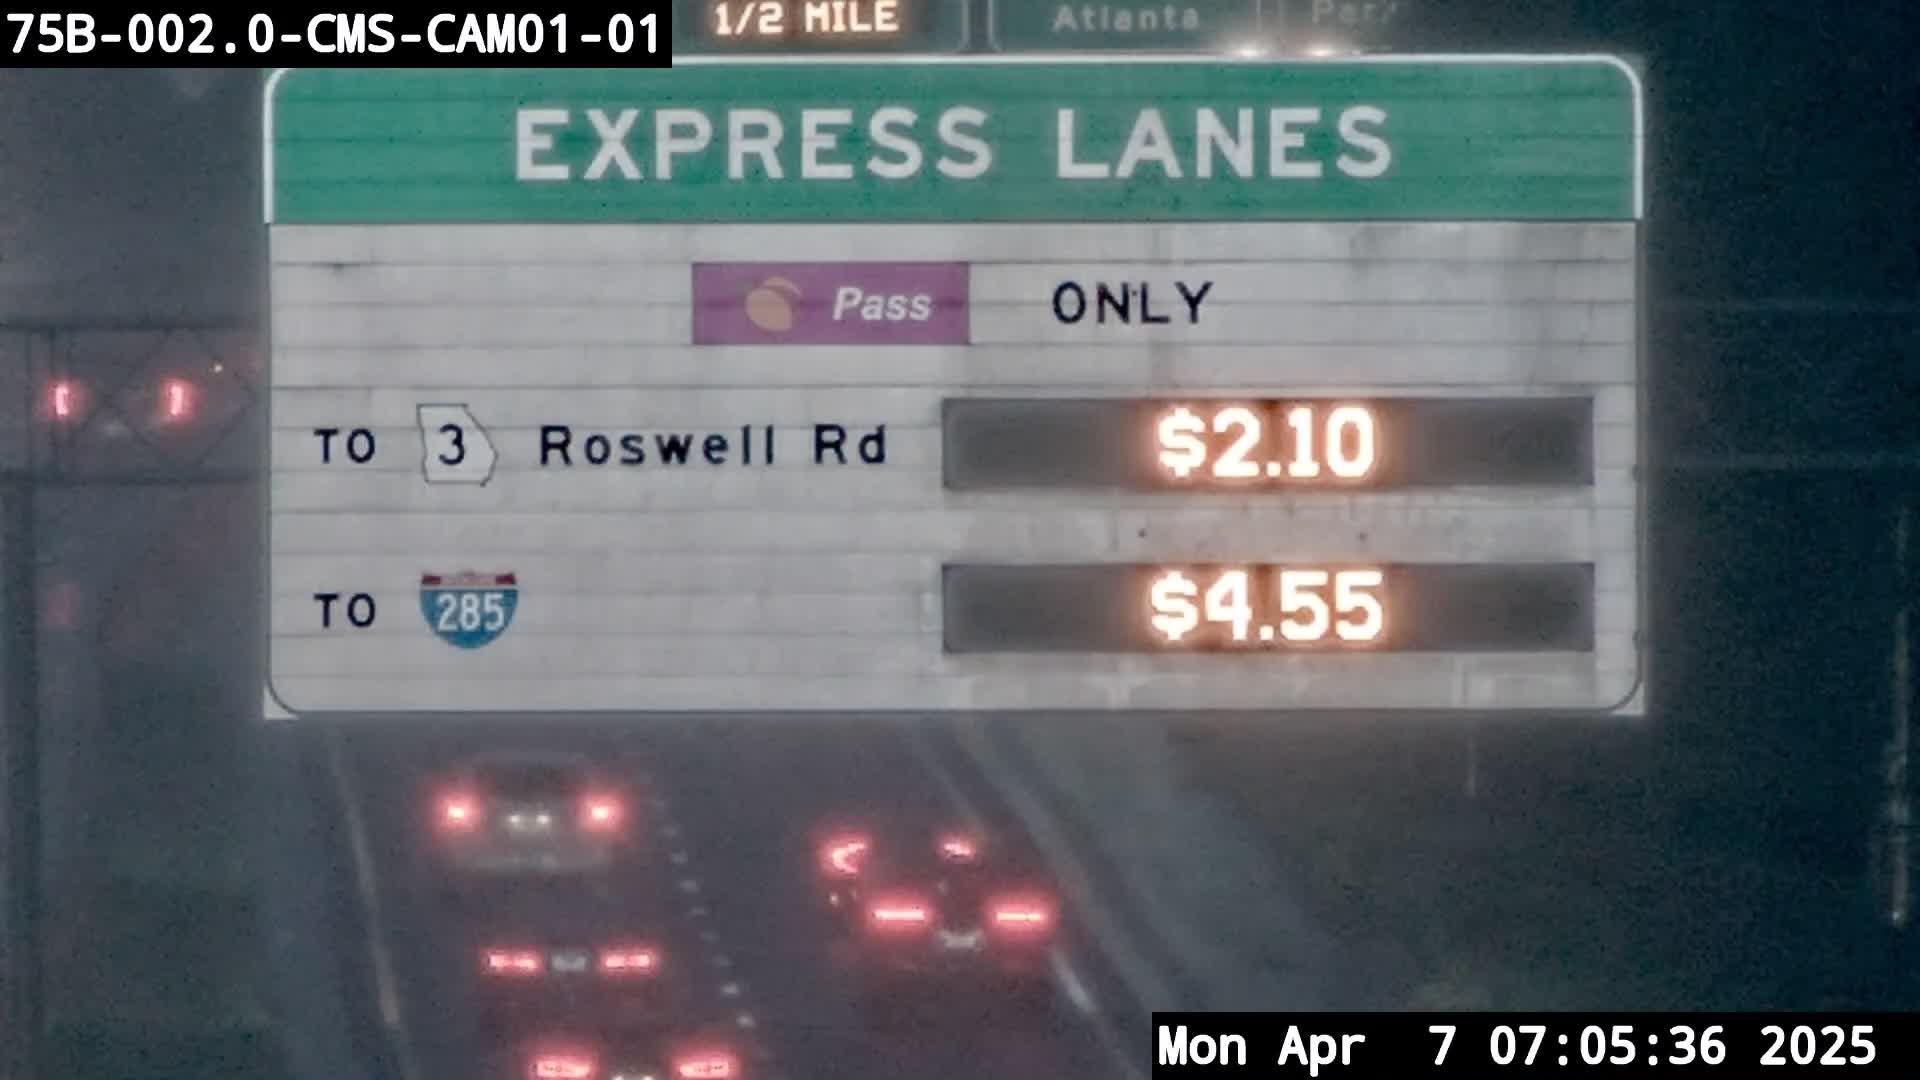 75B-002.0-CMS-CAM01-01
1/2 MILE
Atlanta
EXPRESS LANES
Pass ONLY
TO 3 Roswell Rd $2.10
TO 285 $4.55
Mon Apr 7 07:05:36 2025